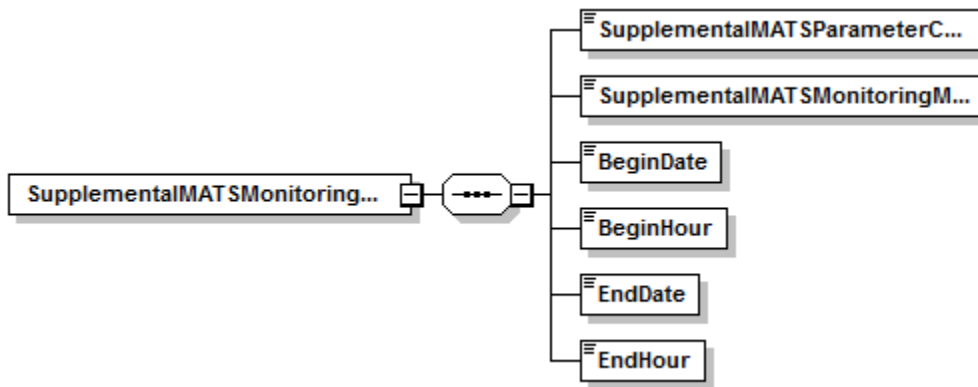 SupplementalMATSParameterC...
SupplementalMATSMonitoringM...
BeginDate
SupplementalMATSMonitoring...
BeginHour
EndDate
EndHour